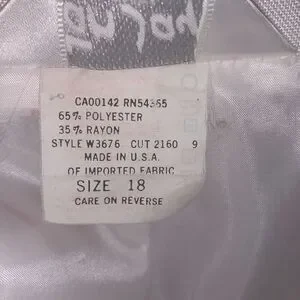 CA00142 RN54365
65% POLYESTER
35% RAYON
STYLE W3676 CUT 2160 9
MADE IN U.S.A.
OF IMPORTED FABRIC
SIZE 18
CARE ON REVERSE